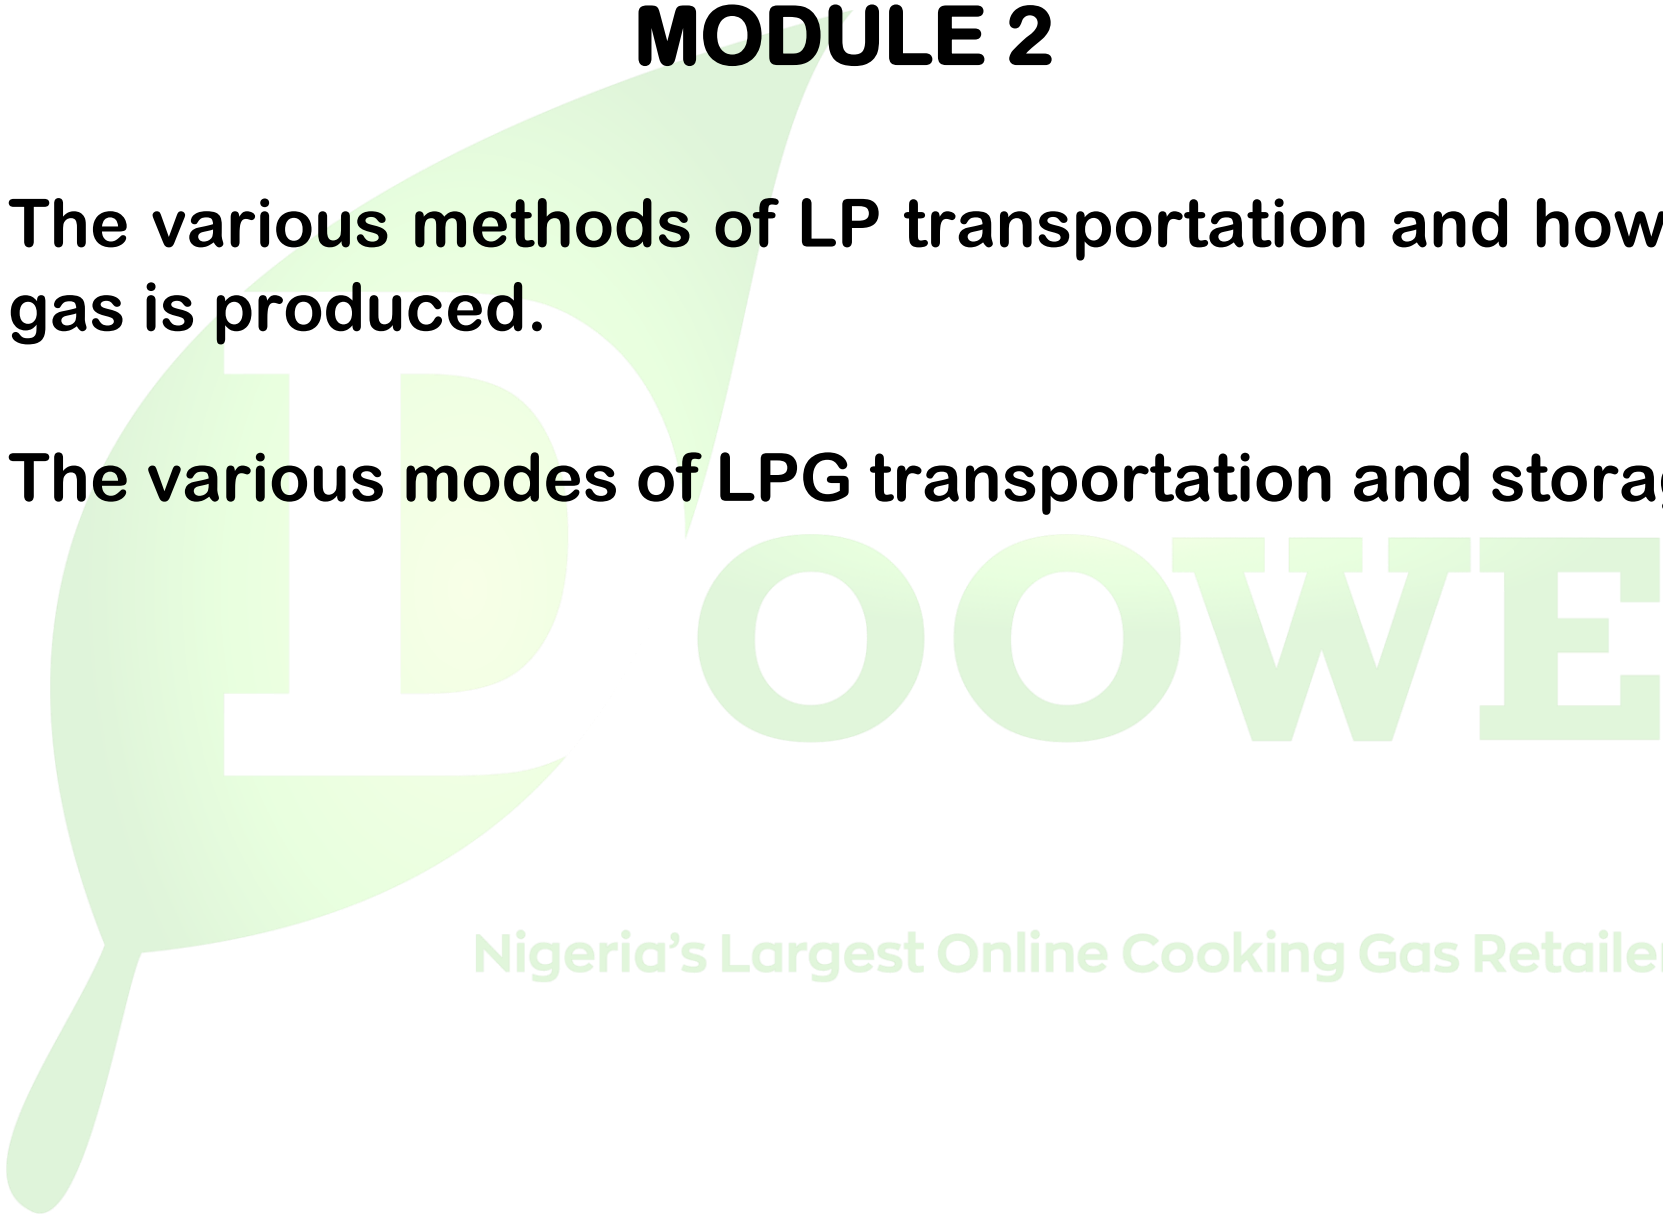 MODULE 2
The various methods of LP transportation and how
gas is produced.
The various modes of LPG transportation and
DOOWE
Nigeria’s Largest Online Cooking Gas Retailer